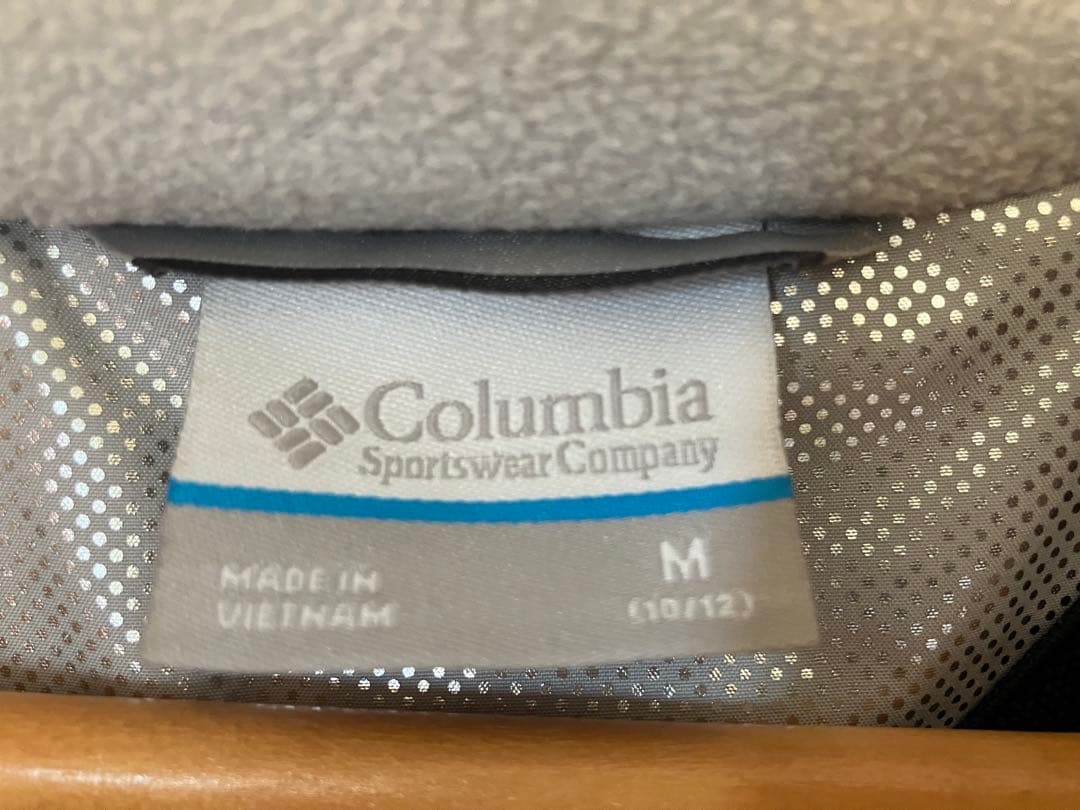 Columbia
Sportswear Company
MADE IN
VIETNAM
M
(10/12)